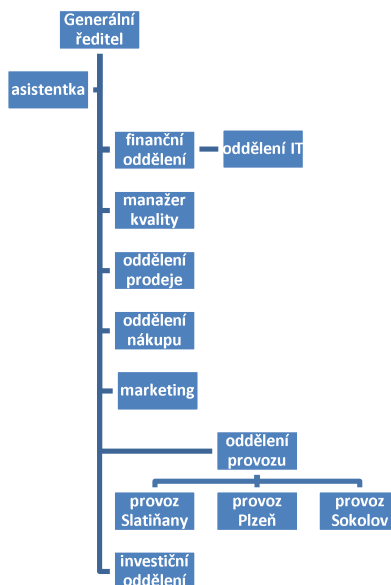 Generální
ředitel
asistentka
finanční
oddělení
oddělení IT
manažer
kvality
oddělení
prodeje
oddělení
nákupu
marketing
oddělení
provozu
provoz
Slatiňany
provoz
Plzeň
provoz
Sokolov
investiční
oddělení